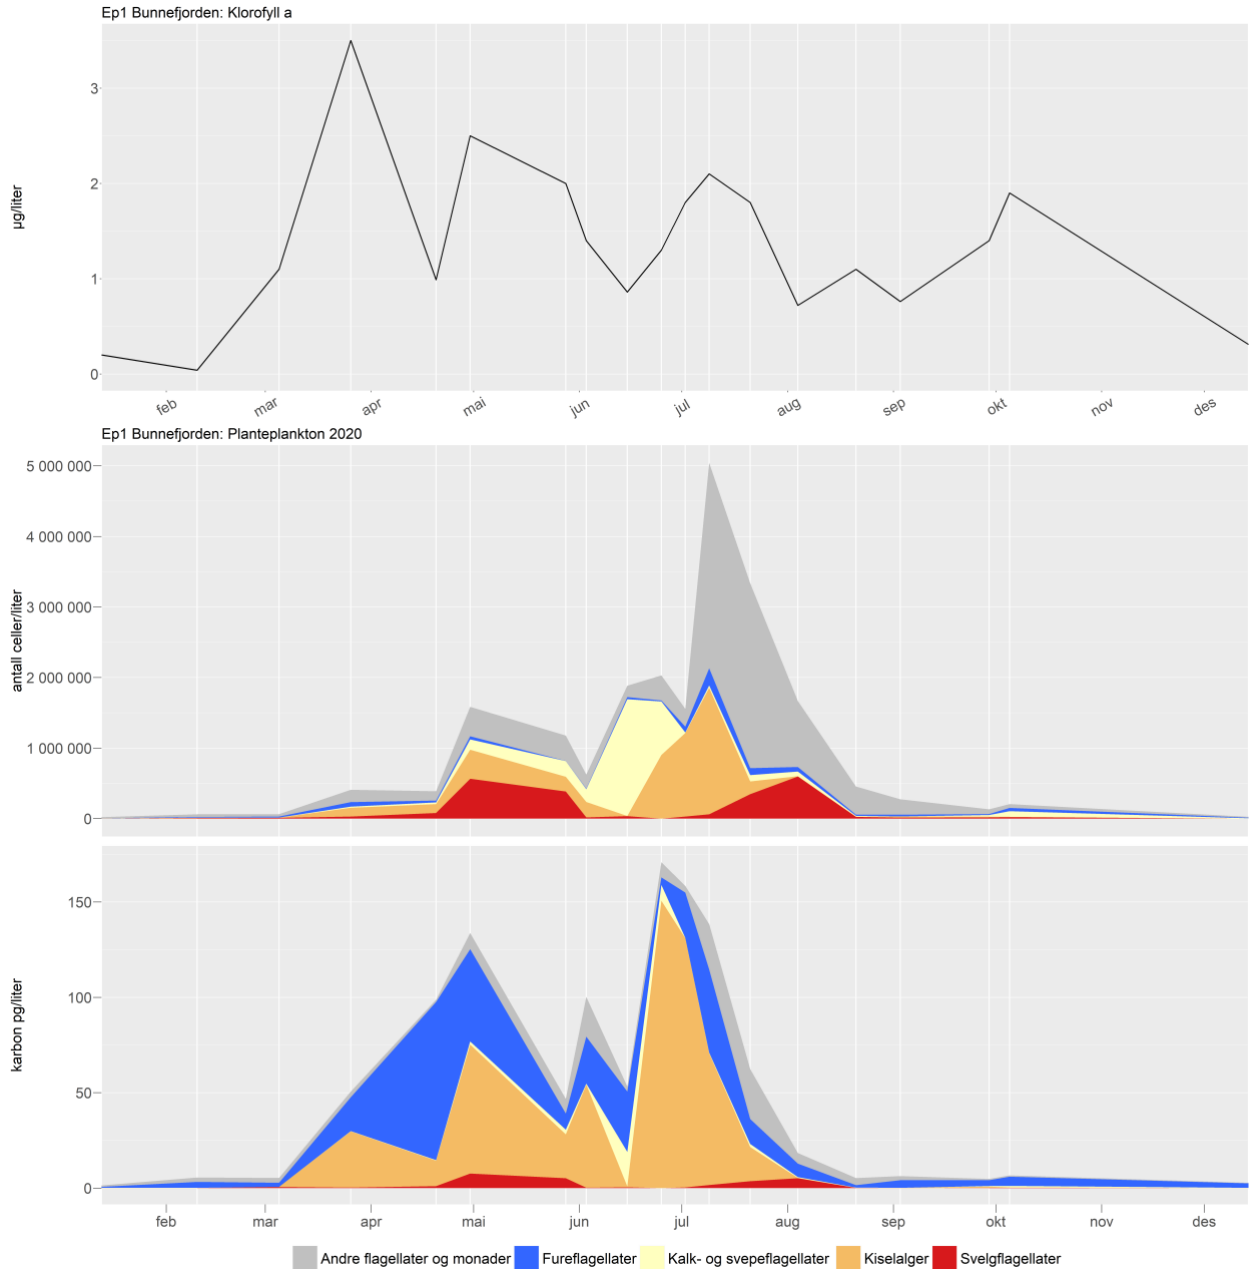 Ep1 Bunnefjorden: Klorofyll a
µg/liter
3
2
1
0
feb mar apr mai jun jul aug sep okt nov des
Ep1 Bunnefjorden: Planteplankton 2020
antall celler/liter
5 000 000
4 000 000
3 000 000
2 000 000
1 000 000
0
karbon pg/liter
150
100
50
0
feb mar apr mai jun jul aug sep okt nov des
Andre flagellater og monader Fureflagellater Kalk- og svepeflagellater Kiselalger Svelgflagellater